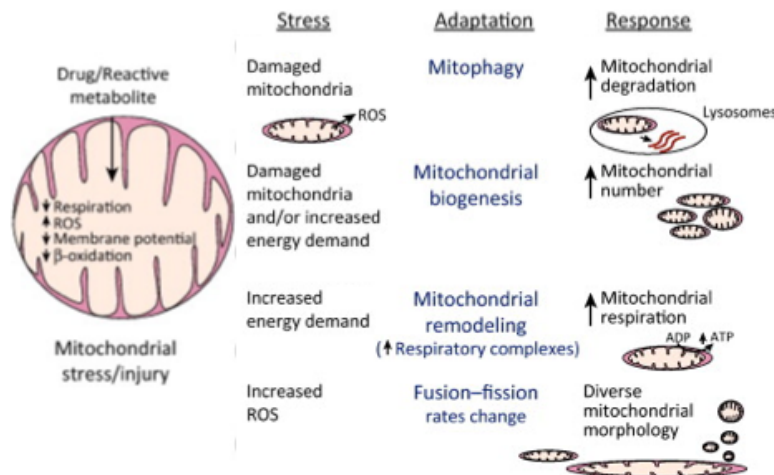 Stress
Adaptation
Response
Drug/Reactive
metabolite
↓ Respiration
↑ ROS
↓ Membrane potential
↓ β-oxidation
Mitochondrial
stress/injury
Damaged
mitochondria
ROS
Mitophagy
↑ Mitochondrial
degradation
Lysosomes
Damaged
mitochondria
and/or increased
energy demand
Mitochondrial
biogenesis
↑ Mitochondrial
number
Increased
energy demand
Mitochondrial
remodeling
(↑ Respiratory complexes)
↑ Mitochondrial
respiration
ADP ↑ ATP
Increased
ROS
Fusion–fission
rates change
Diverse
mitochondrial
morphology